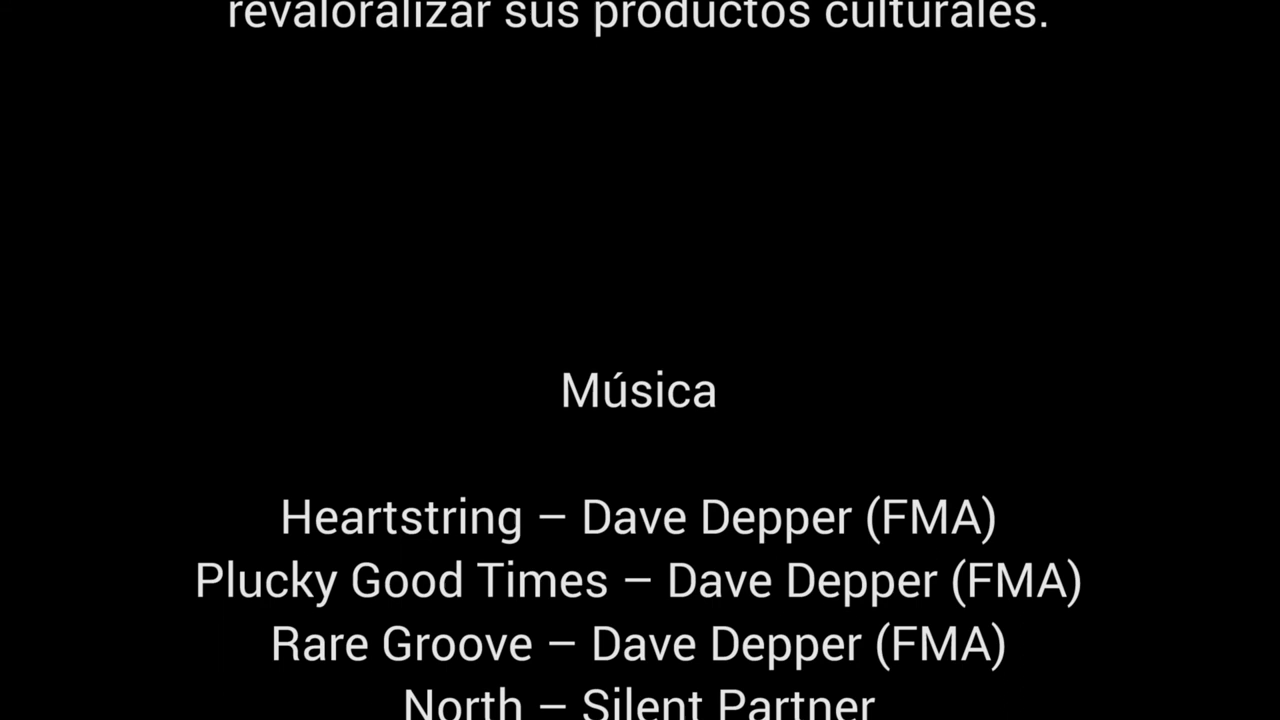 revaloralizar sus productos culturales.
Música
Heartstring – Dave Depper (FMA)
Plucky Good Times – Dave Depper (FMA)
Rare Groove – Dave Depper (FMA)
North – Silent Partner